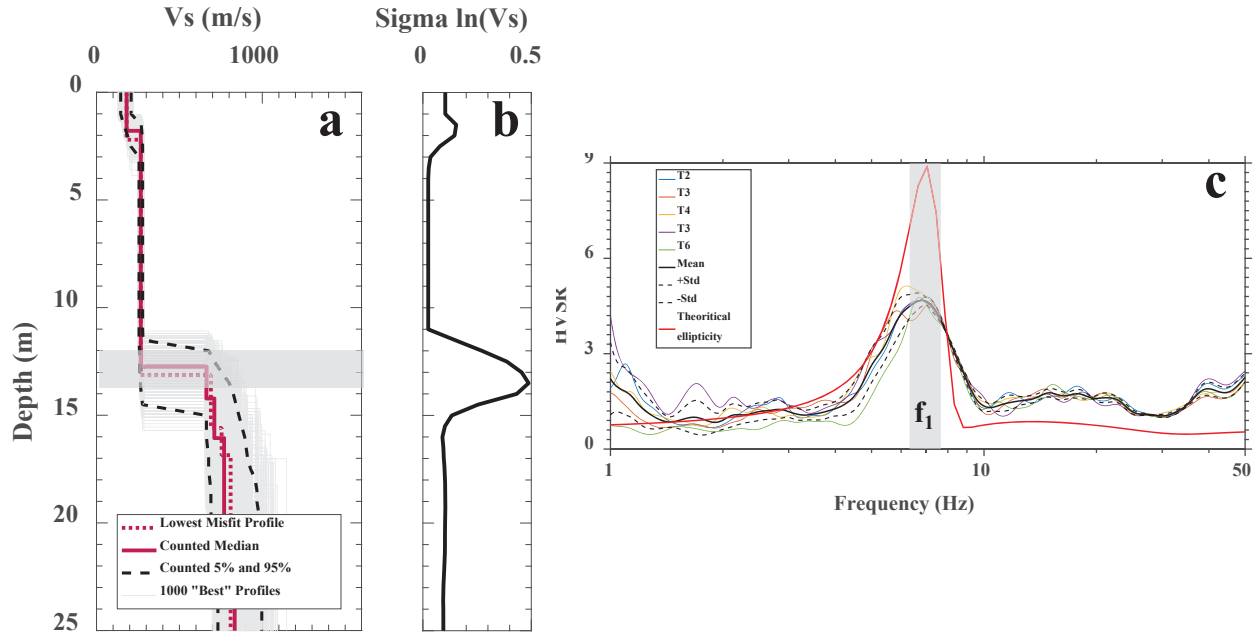 Vs (m/s)
0
1000
Sigma ln(Vs)
0
0.5
a
b
0
5
10
15
20
25
Depth (m)
Lowest Misfit Profile
Counted Median
Counted 5% and 95%
1000 "Best" Profiles
c
9
6
3
0
HVSR
T2
T3
T4
T3
T6
Mean
+Std
-Std
Theoritical
ellipticity
f1
1
10
50
Frequency (Hz)